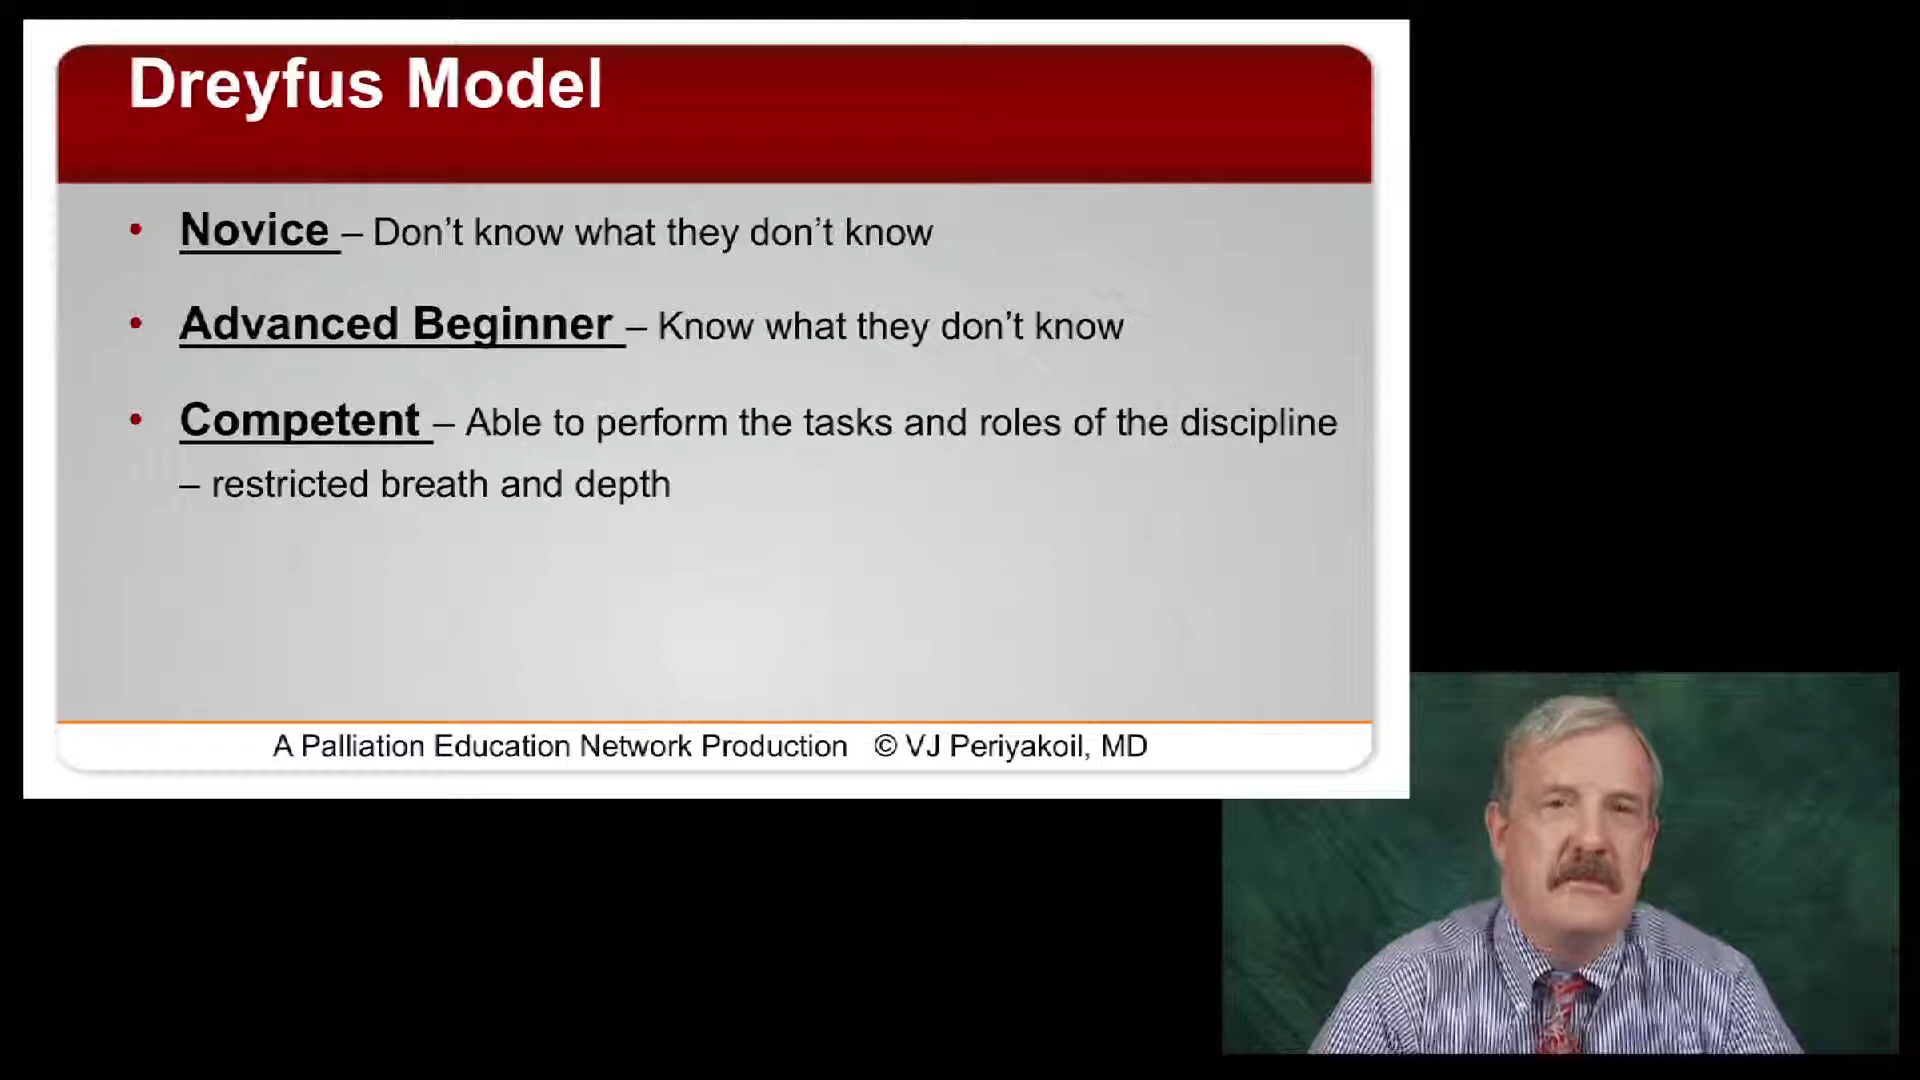 Dreyfus Model
• Novice – Don’t know what they don’t know
• Advanced Beginner – Know what they don’t know
• Competent – Able to perform the tasks and roles of the discipline
– restricted breath and depth
A Palliation Education Network Production © VJ Periyakoil, MD